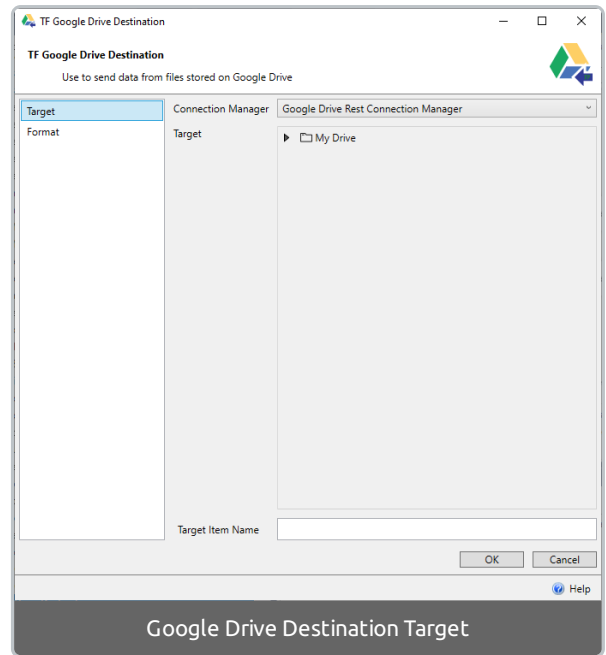 TF Google Drive Destination
TF Google Drive Destination
Use to send data from files stored on Google Drive
Target
Format
Connection Manager
Google Drive Rest Connection Manager
Target
My Drive
Target Item Name
OK
Cancel
Help
Google Drive Destination Target